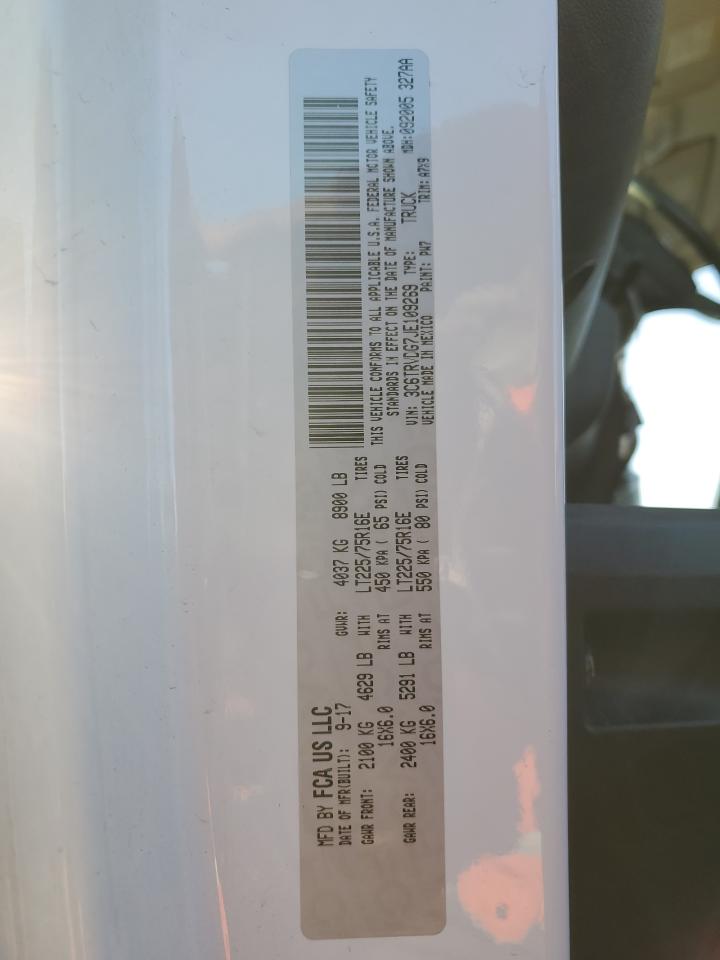 MFD BY FCA US LLC
DATE OF MFR(BUILT): 9-17 GVWR: 4037 KG 8900 LB
GAWR FRONT: 2100 KG 4629 LB WITH LT225/75R16E TIRES
16X6.0 RIMS AT 450 KPA ( 65 PSI) COLD
GAWR REAR: 2400 KG 5291 LB WITH LT225/75R16E TIRES
16X6.0 RIMS AT 550 KPA ( 80 PSI) COLD
THIS VEHICLE CONFORMS TO ALL APPLICABLE U.S.A. FEDERAL MOTOR VEHICLE SAFETY
STANDARDS IN EFFECT ON THE DATE OF MANUFACTURE SHOWN ABOVE.
VIN: 3C6TRVDG7JE109269 TYPE: TRUCK MDH:092005 327AA
VEHICLE MADE IN MEXICO PAINT: PW7 TRIM: A7X9